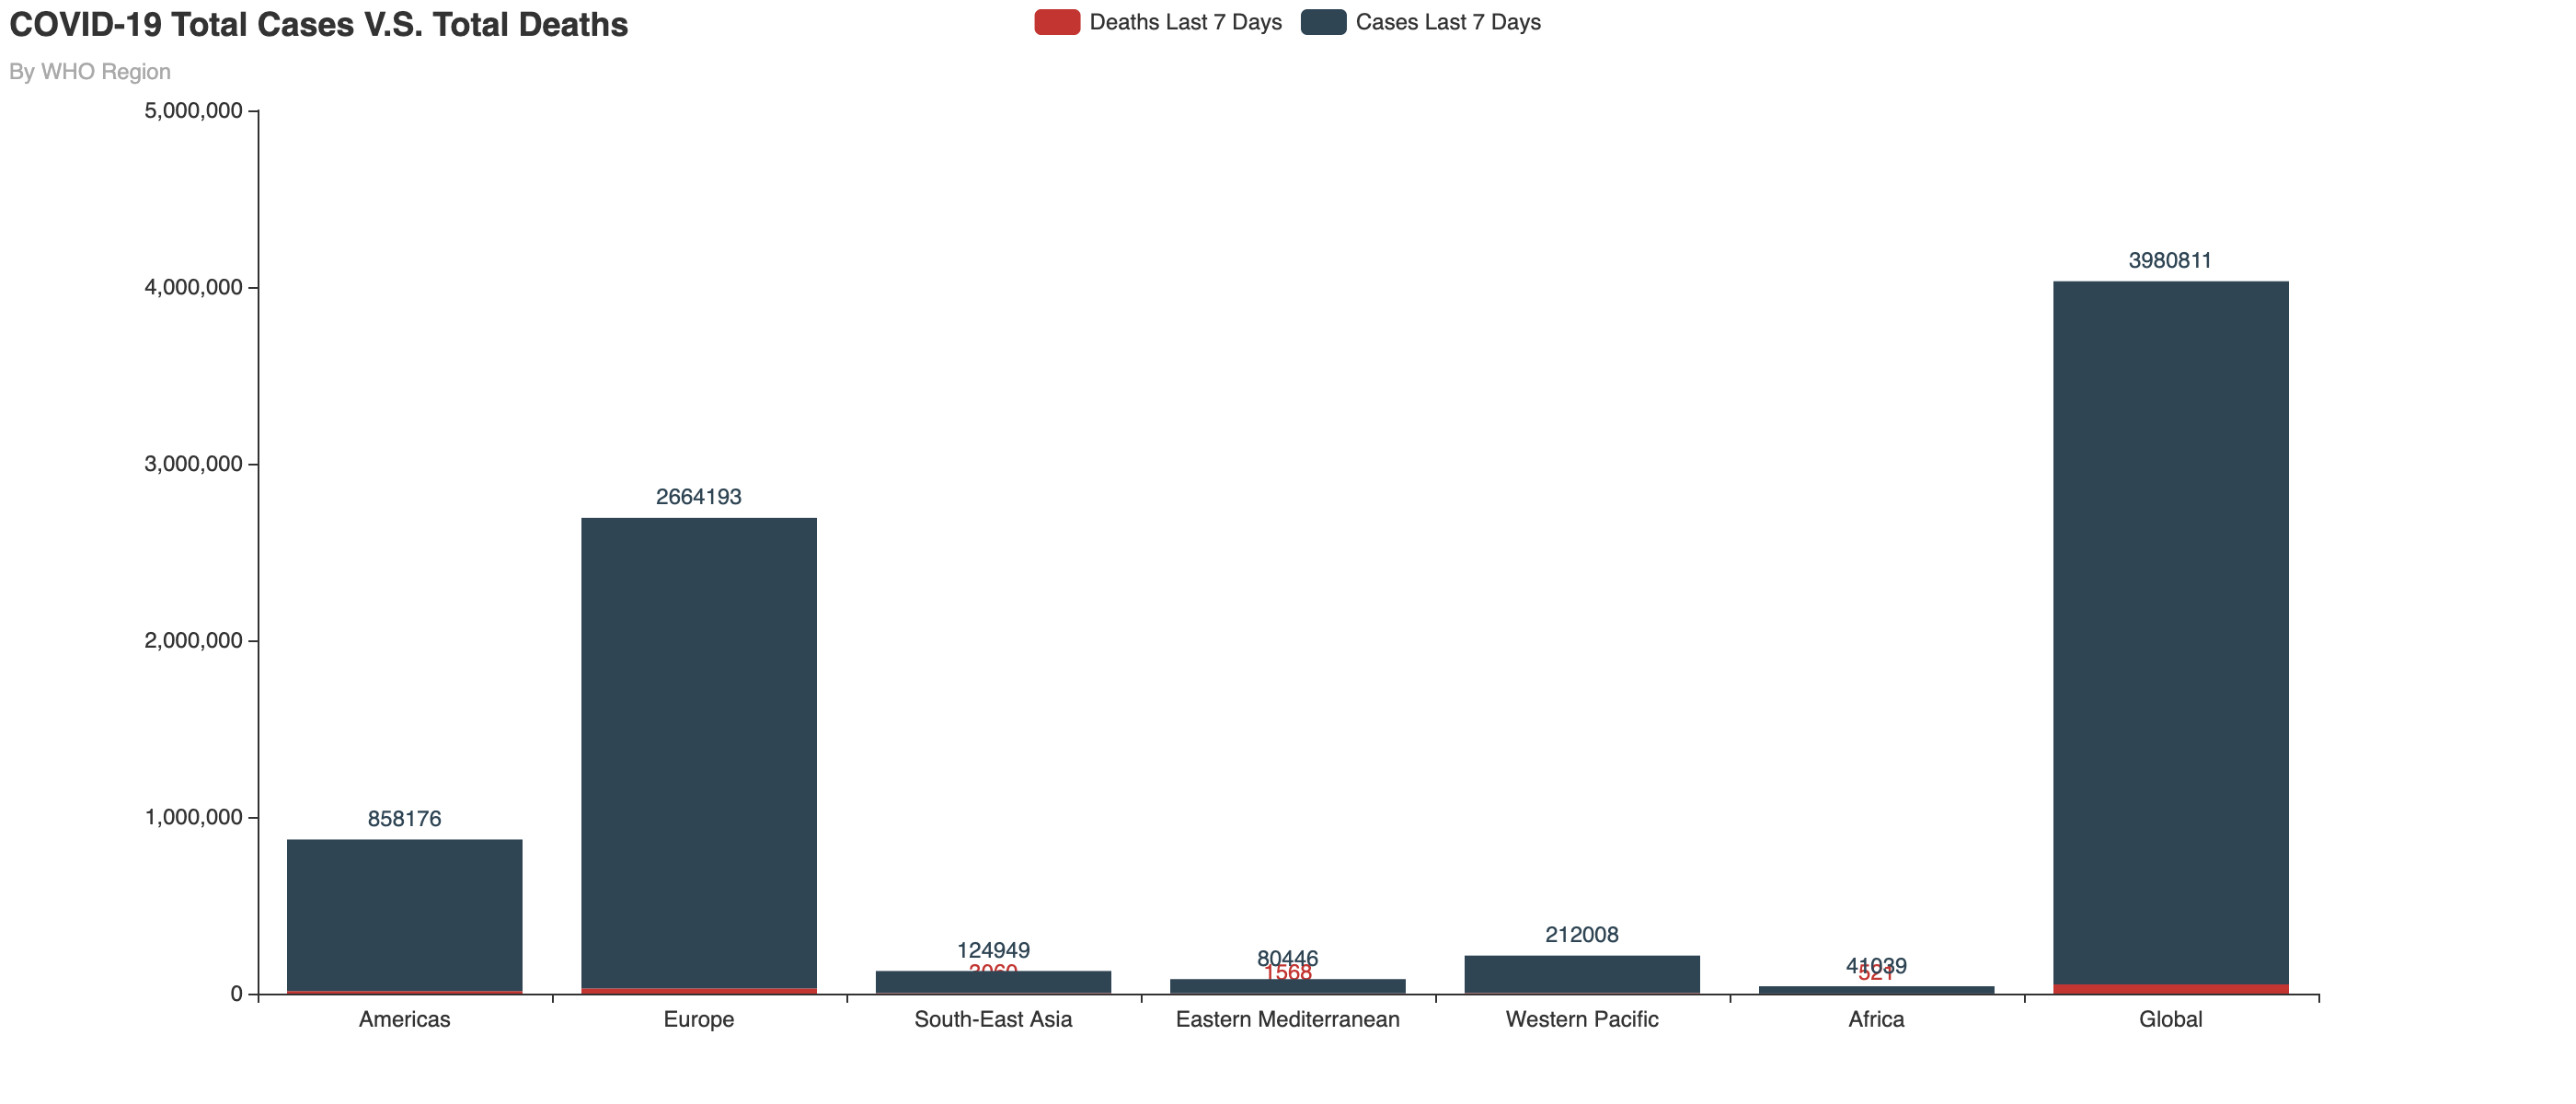 COVID-19 Total Cases V.S. Total Deaths
By WHO Region
Deaths Last 7 Days
Cases Last 7 Days
5,000,000
4,000,000
3,000,000
2,000,000
1,000,000
0
858176
2664193
124949
80446
1568
212008
41039
521
3980811
Americas
Europe
South-East Asia
Eastern Mediterranean
Western Pacific
Africa
Global